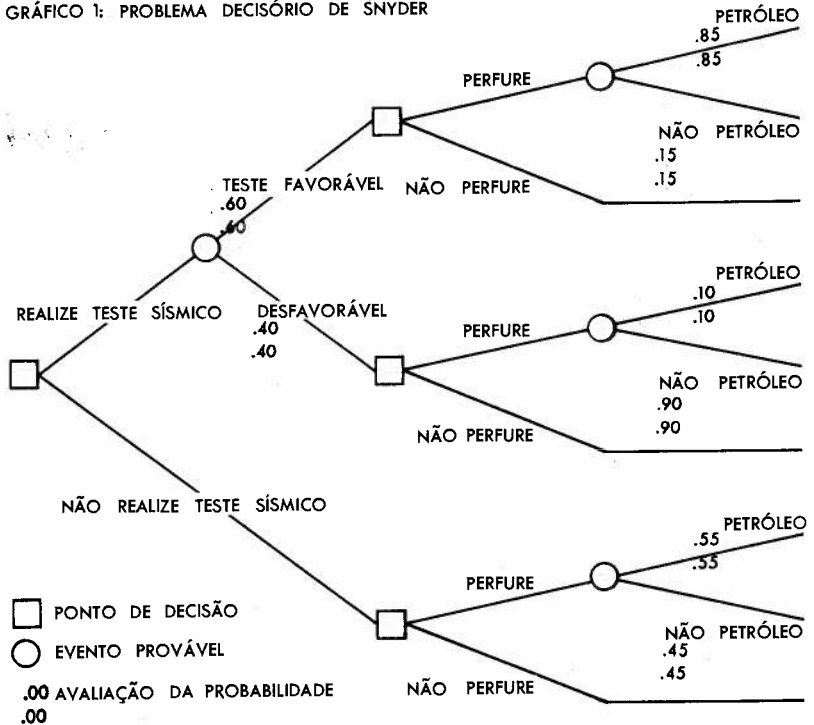 GRÁFICO 1: PROBLEMA DECISÓRIO DE SNYDER
PETRÓLEO
.85
.85
PERFURE
NÃO PETRÓLEO
.15
.15
TESTE FAVORÁVEL
.60
.60
NÃO PERFURE
REALIZE TESTE SÍSMICO
DESFAVORÁVEL
.40
.40
PETRÓLEO
.10
.10
PERFURE
NÃO PETRÓLEO
.90
.90
NÃO PERFURE
NÃO REALIZE TESTE SÍSMICO
PETRÓLEO
.55
.55
PERFURE
NÃO PETRÓLEO
.45
.45
NÃO PERFURE
PONTO DE DECISÃO
EVENTO PROVÁVEL
.00 AVALIAÇÃO DA PROBABILIDADE
.00